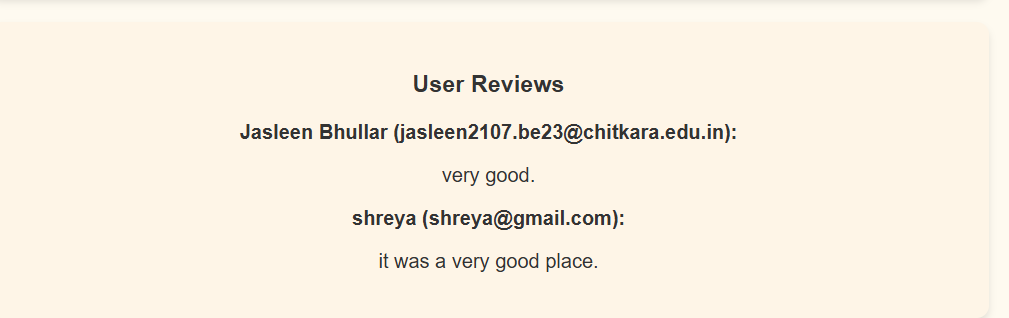 User Reviews
Jasleen Bhullar (jasleen2107.be23@chitkara.edu.in):
very good.
shreya (shreya@gmail.com):
it was a very good place.